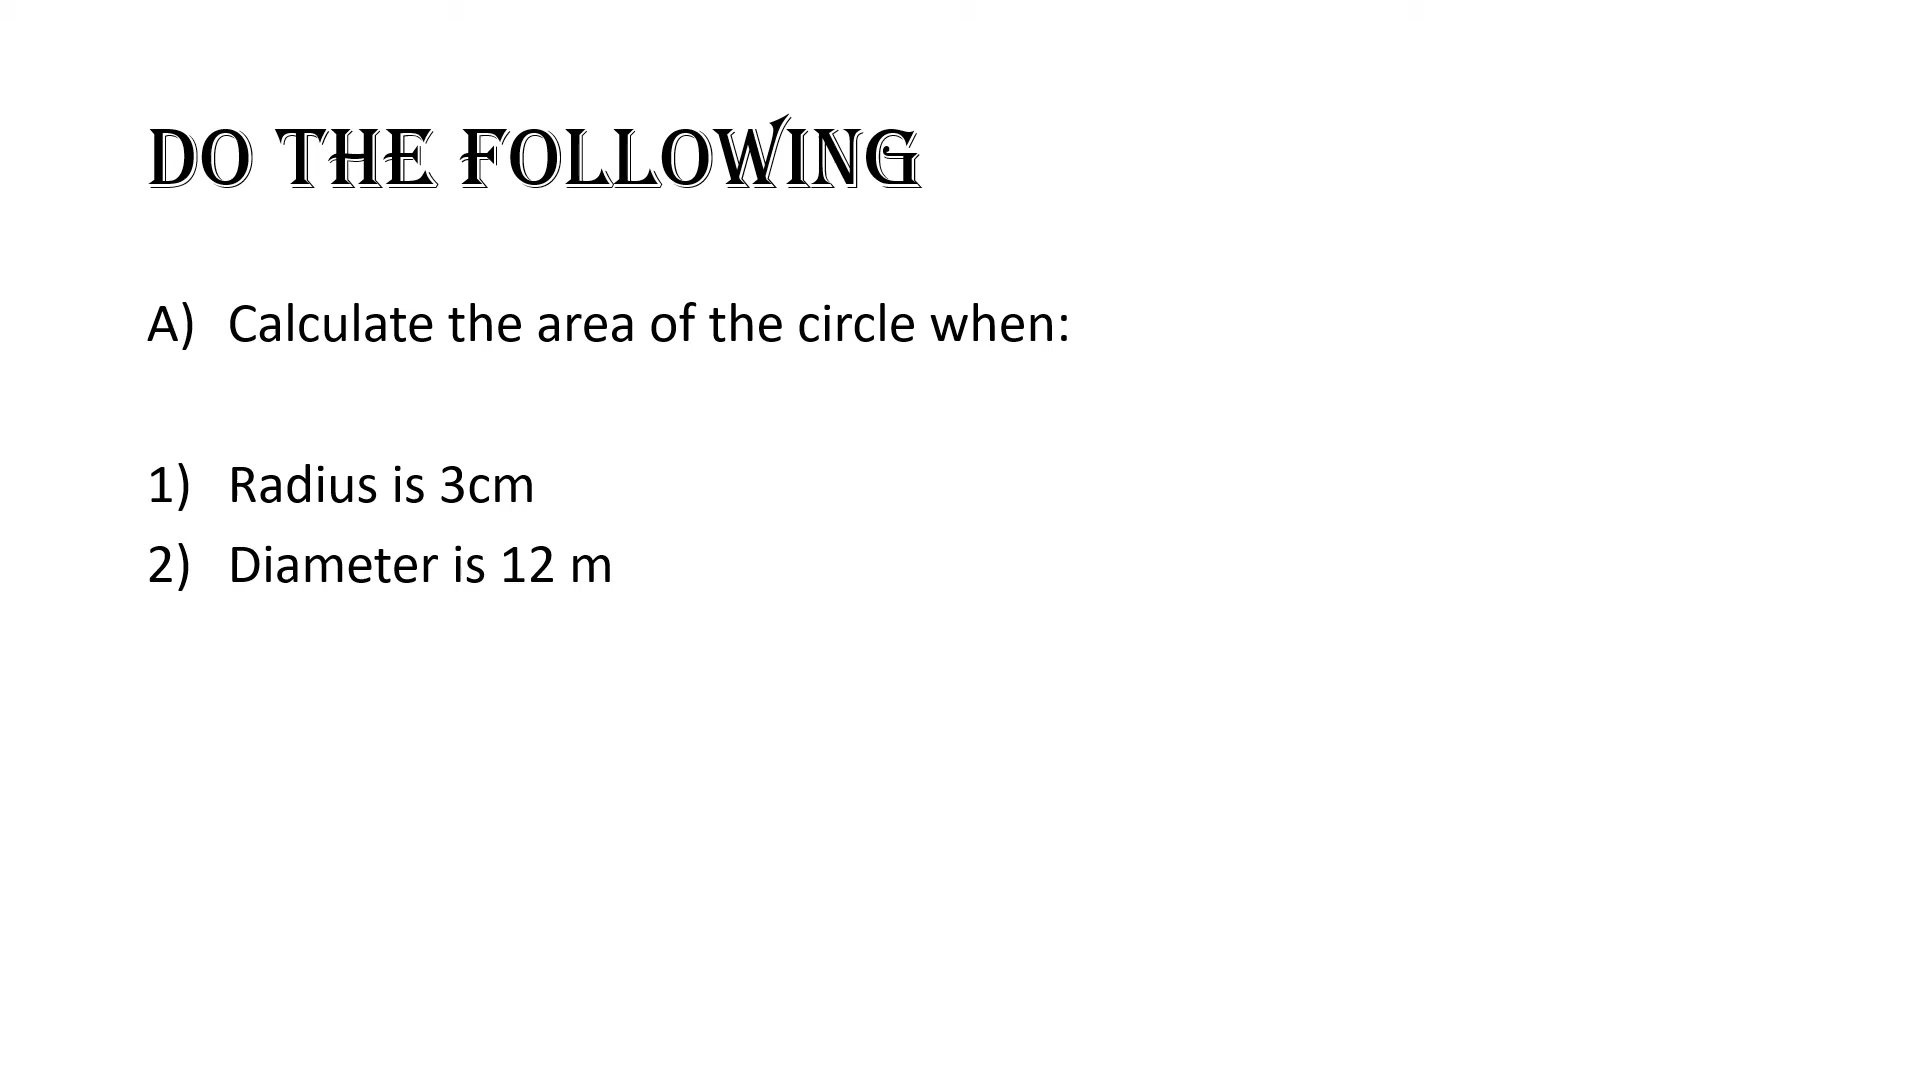 DO THE FOLLOWING
A) Calculate the area of the circle when:
1) Radius is 3cm
2) Diameter is 12 m